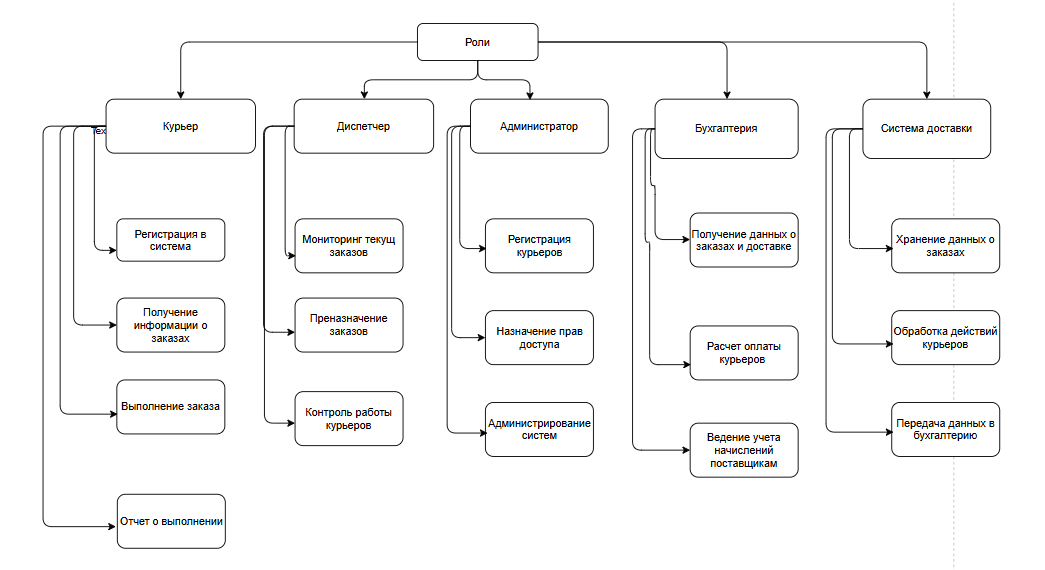 Роли
Курьер
Диспетчер
Администратор
Бухгалтерия
Система доставки
Регистрация в
система
Мониторинг текущ
заказов
Регистрация
курьеров
Получение данных о
заказах и доставке
Хранение данных о
заказах
Получение
информации о
заказах
Преназначение
заказов
Назначение прав
доступа
Расчет оплаты
курьеров
Обработка действий
курьеров
Выполнение заказа
Контроль работы
курьеров
Администрирование
систем
Ведение учета
начислений
поставщикам
Передача данных в
бухгалтерию
Отчет о выполнении